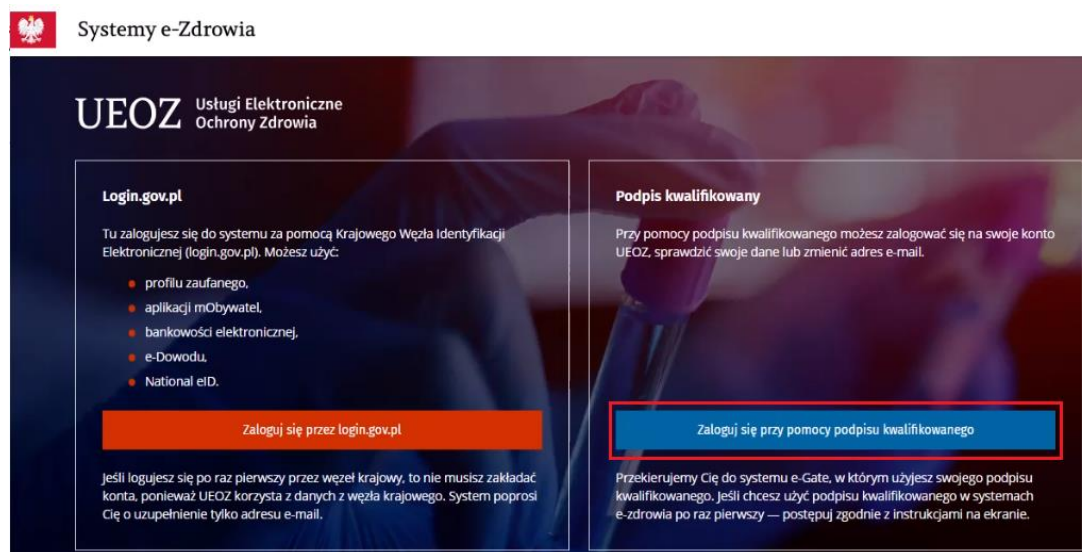 Systemy e-Zdrowia
UEOZ Usługi Elektroniczne
Ochrony Zdrowia
Login.gov.pl
Tu zalogujesz się do systemu za pomocą Krajowego Węzła Identyfikacji
Elektronicznej (login.gov.pl). Możesz użyć:
profilu zaufanego,
aplikacji mObywatel,
bankowości elektronicznej,
e-Dowodu,
National eID.
Zaloguj się przez login.gov.pl
Jeśli logujesz się po raz pierwszy przez węzeł krajowy, to nie musisz zakładać
konta, ponieważ UEOZ korzysta z danych z węzła krajowego. System poprosi
Cię o uzupełnienie tylko adresu e-mail.
Podpis kwalifikowany
Przy pomocy podpisu kwalifikowanego możesz zalogować się na swoje konto
UEOZ, sprawdzić swoje dane lub zmienić adres e-mail.
Zaloguj się przy pomocy podpisu kwalifikowanego
Przekierujemy Cię do systemu e-Gate, w którym użyjesz swojego podpisu
kwalifikowanego. Jeśli chcesz użyć podpisu kwalifikowanego w systemach
e-zdrowia po raz pierwszy — postępuj zgodnie z instrukcjami na ekranie.